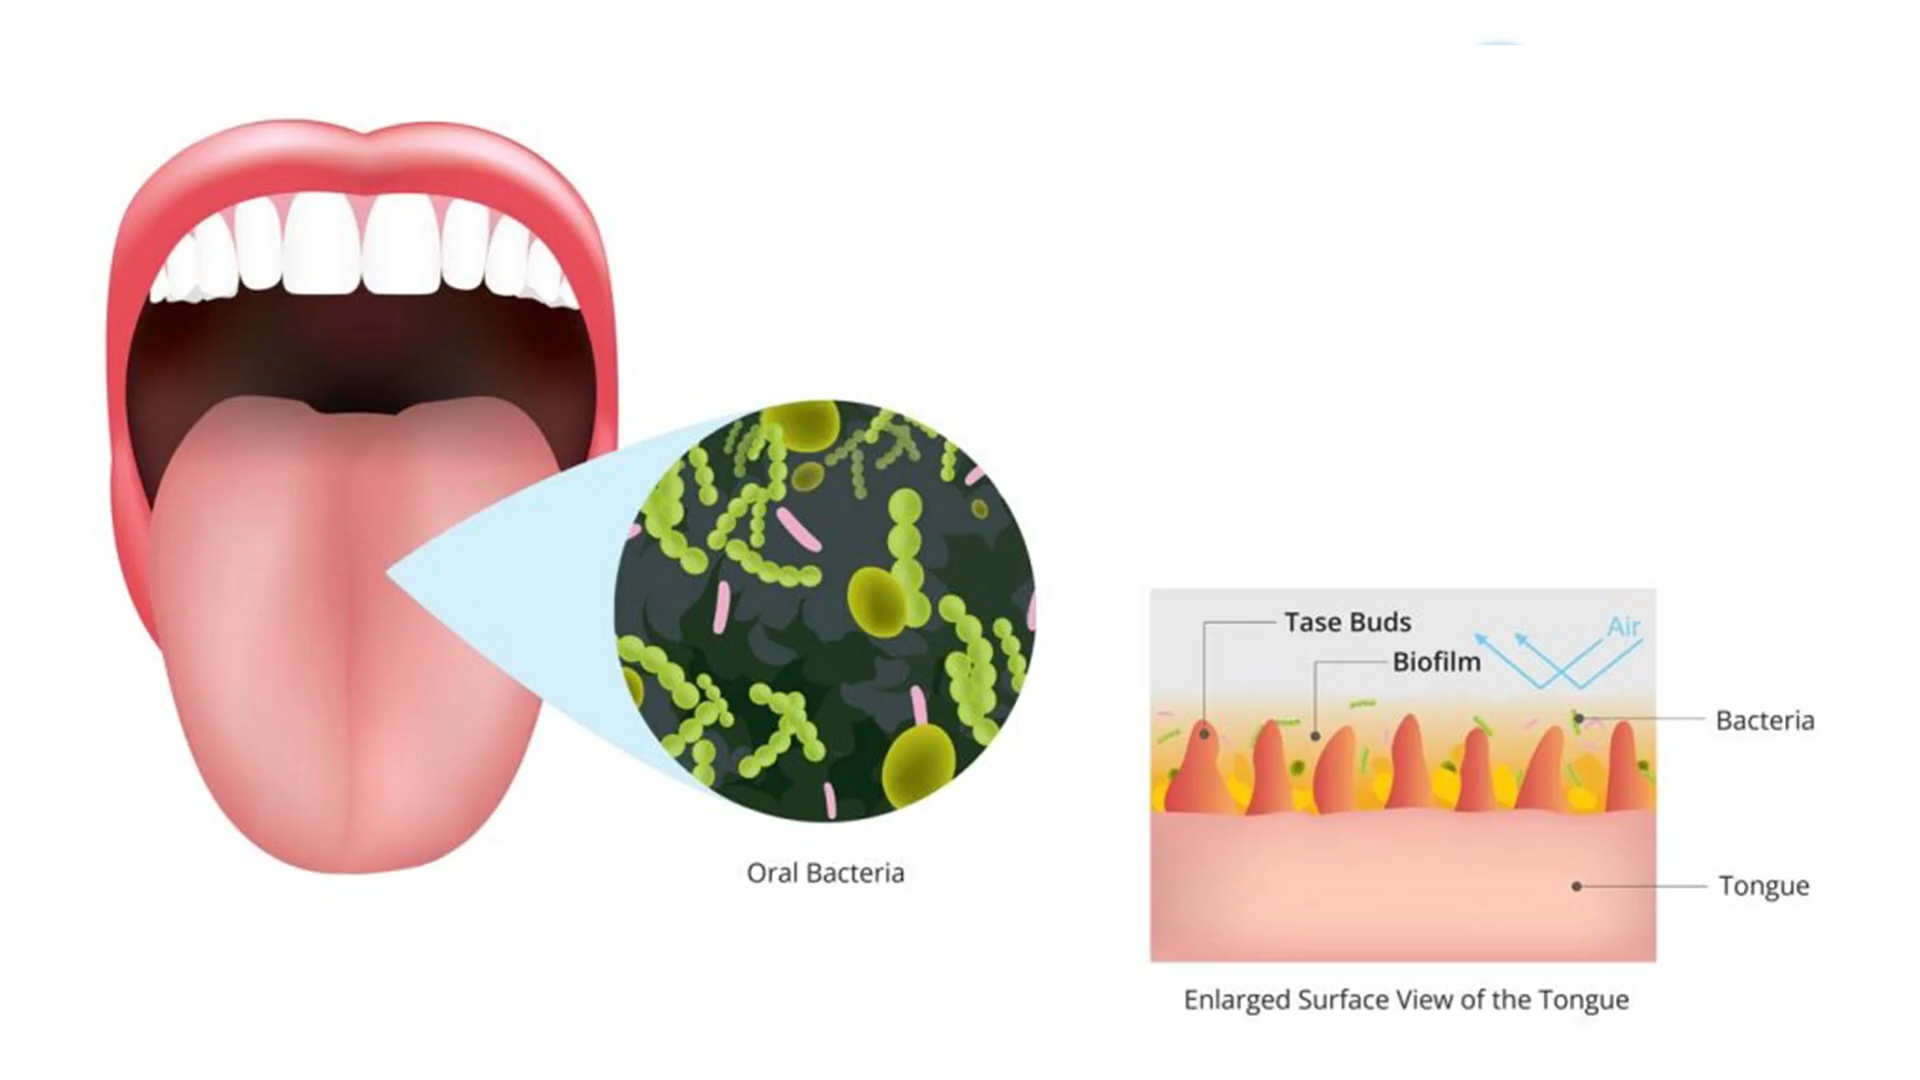 Oral Bacteria
Tase Buds
Air
Biofilm
Bacteria
Tongue
Enlarged Surface View of the Tongue